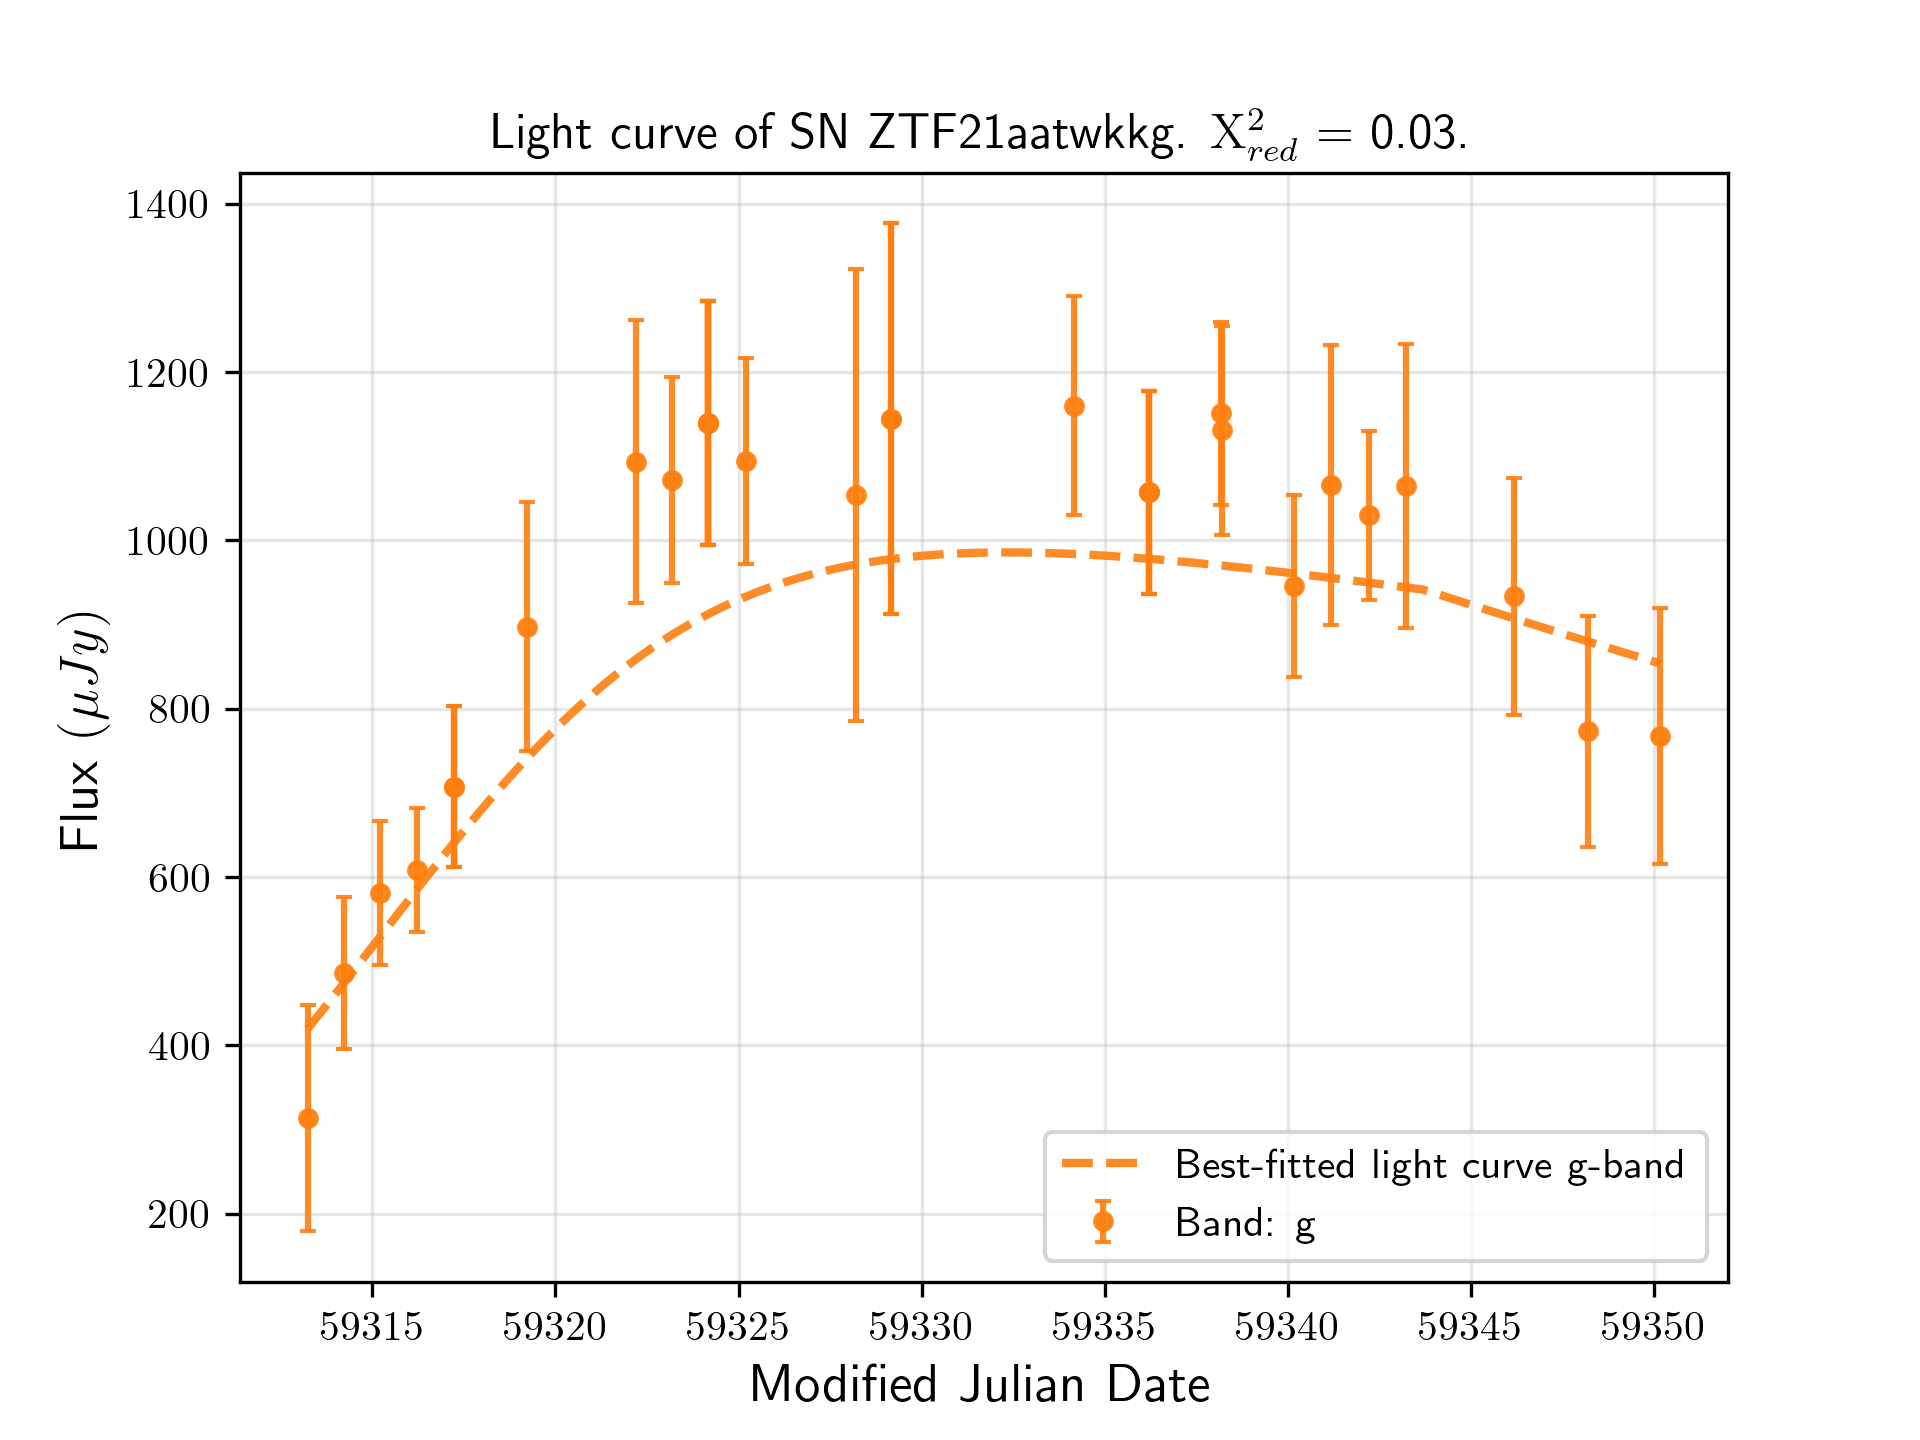 Light curve of SN ZTF21aatwkkg. X²_red = 0.03.
Flux (μJy)
1400
1200
1000
800
600
400
200
59315 59320 59325 59330 59335 59340 59345 59350
Modified Julian Date
Best-fitted light curve g-band
Band: g